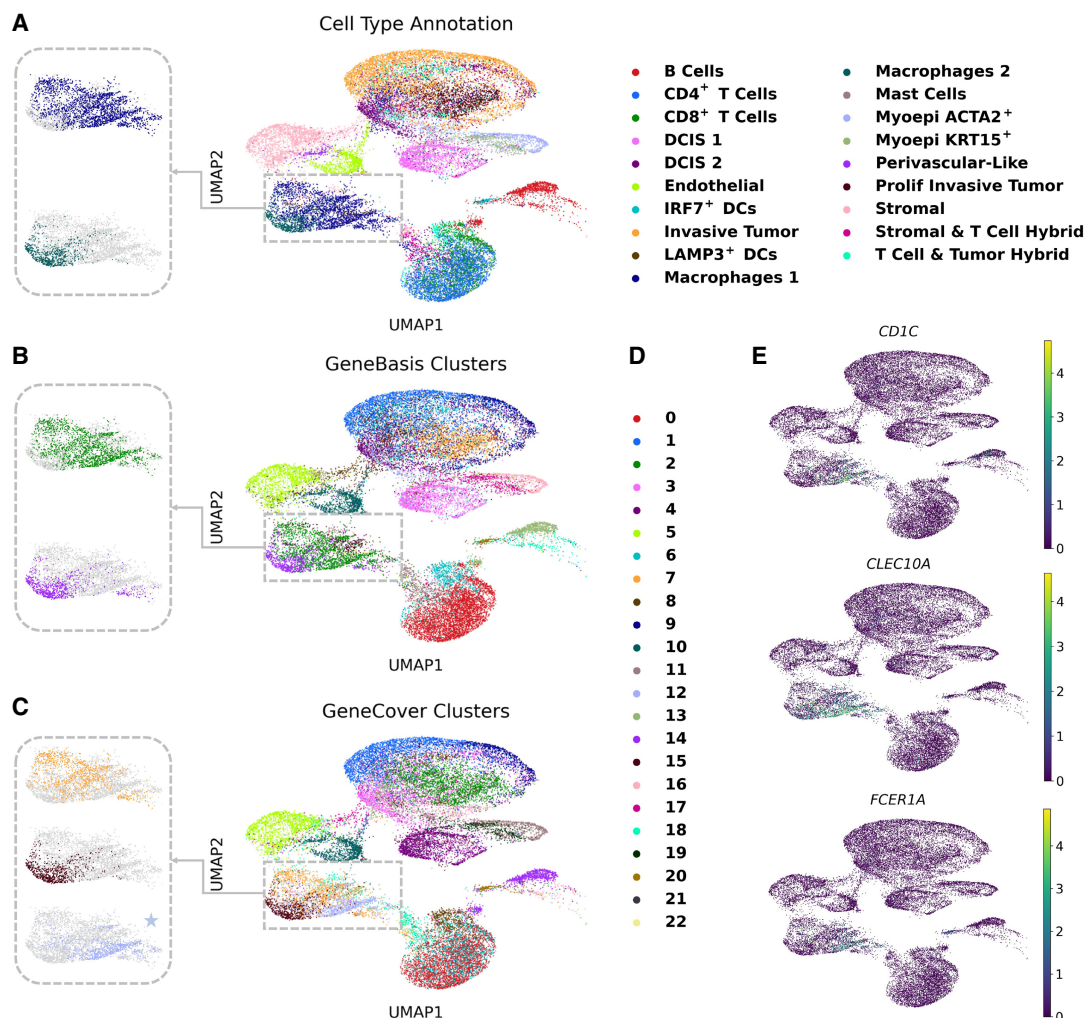 A
Cell Type Annotation
UMAP2
UMAP1
B Cells
CD4+ T Cells
CD8+ T Cells
DCIS 1
DCIS 2
Endothelial
IRF7+ DCs
Invasive Tumor
LAMP3+ DCs
Macrophages 1
Macrophages 2
Mast Cells
Myoepi ACTA2+
Myoepi KRT15+
Perivascular-Like
Prolif Invasive Tumor
Stromal
Stromal & T Cell Hybrid
T Cell & Tumor Hybrid
B
GeneBasis Clusters
UMAP2
UMAP1
C
GeneCover Clusters
UMAP2
UMAP1
D
0
1
2
3
4
5
6
7
8
9
10
11
12
13
14
15
16
17
18
19
20
21
22
E
CD1C
4
3
2
1
0
CLEC10A
4
3
2
1
0
FCER1A
4
3
2
1
0